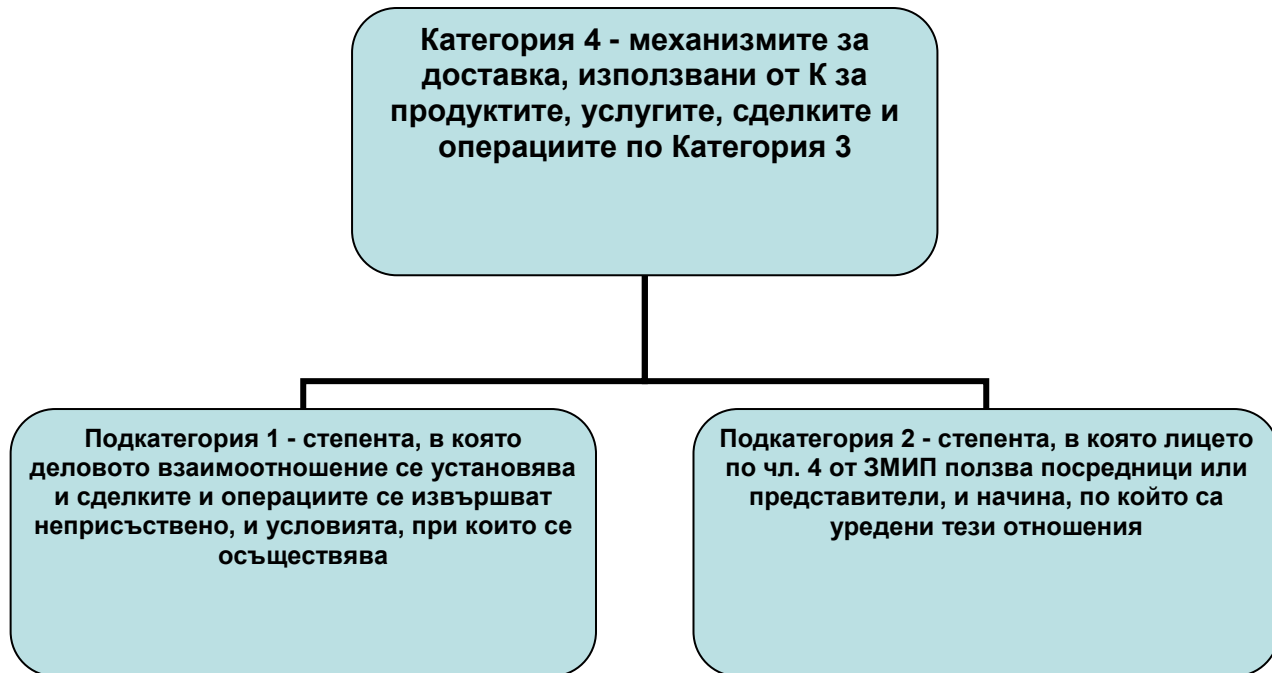 Категория 4 - механизмите за
доставка, използвани от К за
продуктите, услугите, сделките и
операциите по Категория 3
Подкатегория 1 - степента, в която
деловото взаимоотношение се установява
и сделките и операциите се извършват
неприсъствено, и условията, при които се
осъществява
Подкатегория 2 - степента, в която лицето
по чл. 4 от ЗМИП ползва посредници или
представители, и начина, по който са
уредени тези отношения